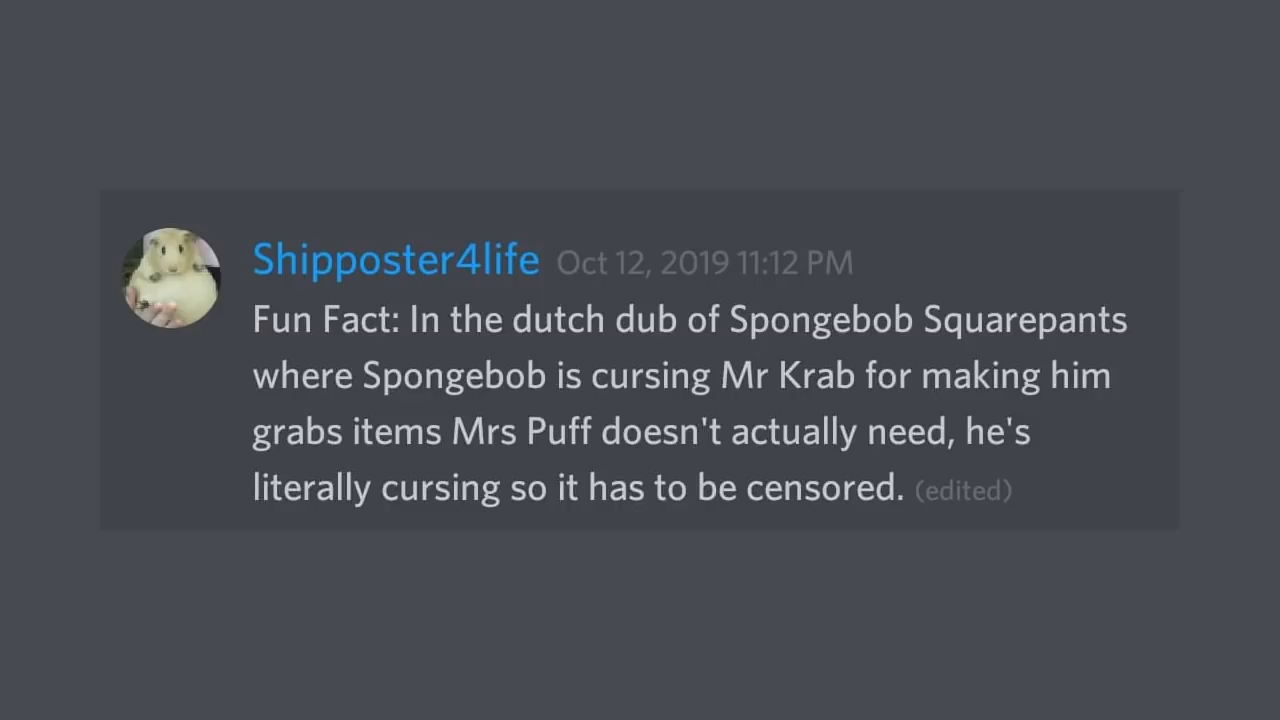 Shipposter4life Oct 12, 2019 11:12 PM
Fun Fact: In the dutch dub of Spongebob Squarepants
where Spongebob is cursing Mr Krab for making him
grabs items Mrs Puff doesn't actually need, he's
literally cursing so it has to be censored. (edited)